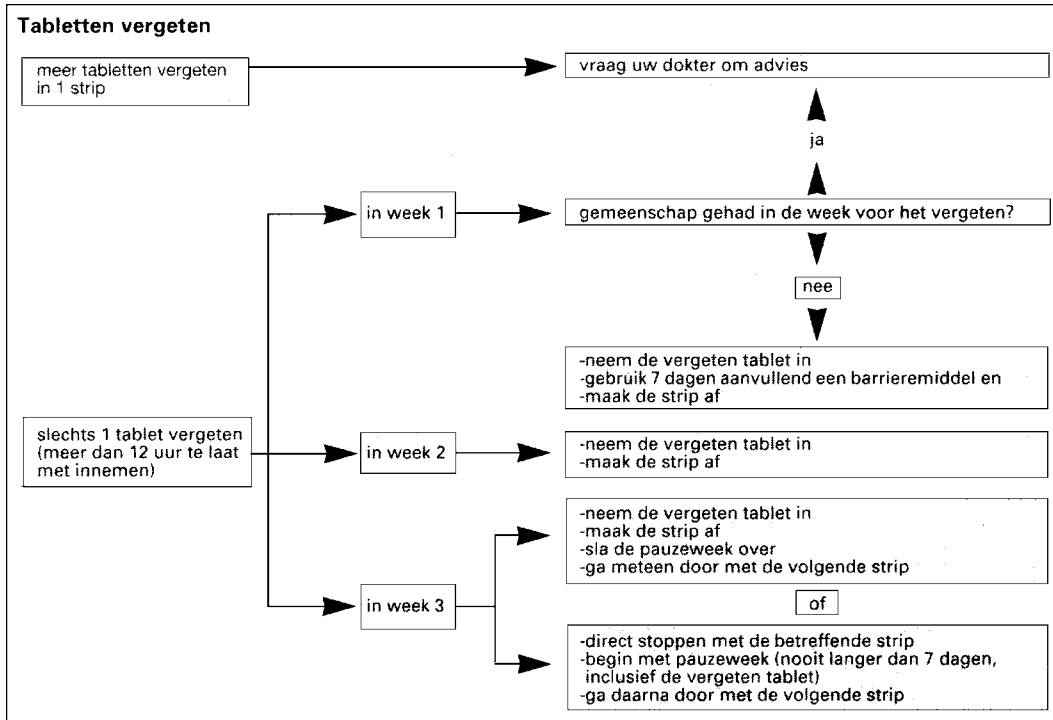 Tabletten vergeten
meer tabletten vergeten
in 1 strip
vraag uw dokter om advies
ja
in week 1
gemeenschap gehad in de week voor het vergeten?
nee
-neem de vergeten tablet in
-gebruik 7 dagen aanvullend een barrieremiddel en
-maak de strip af
slechts 1 tablet vergeten
(meer dan 12 uur te laat
met innemen)
in week 2
-neem de vergeten tablet in
-maak de strip af
in week 3
-neem de vergeten tablet in
-maak de strip af
-sla de pauzeweek over
-ga meteen door met de volgende strip
of
-direct stoppen met de betreffende strip
-begin met pauzeweek (nooit langer dan 7 dagen,
inclusief de vergeten tablet)
-ga daarna door met de volgende strip